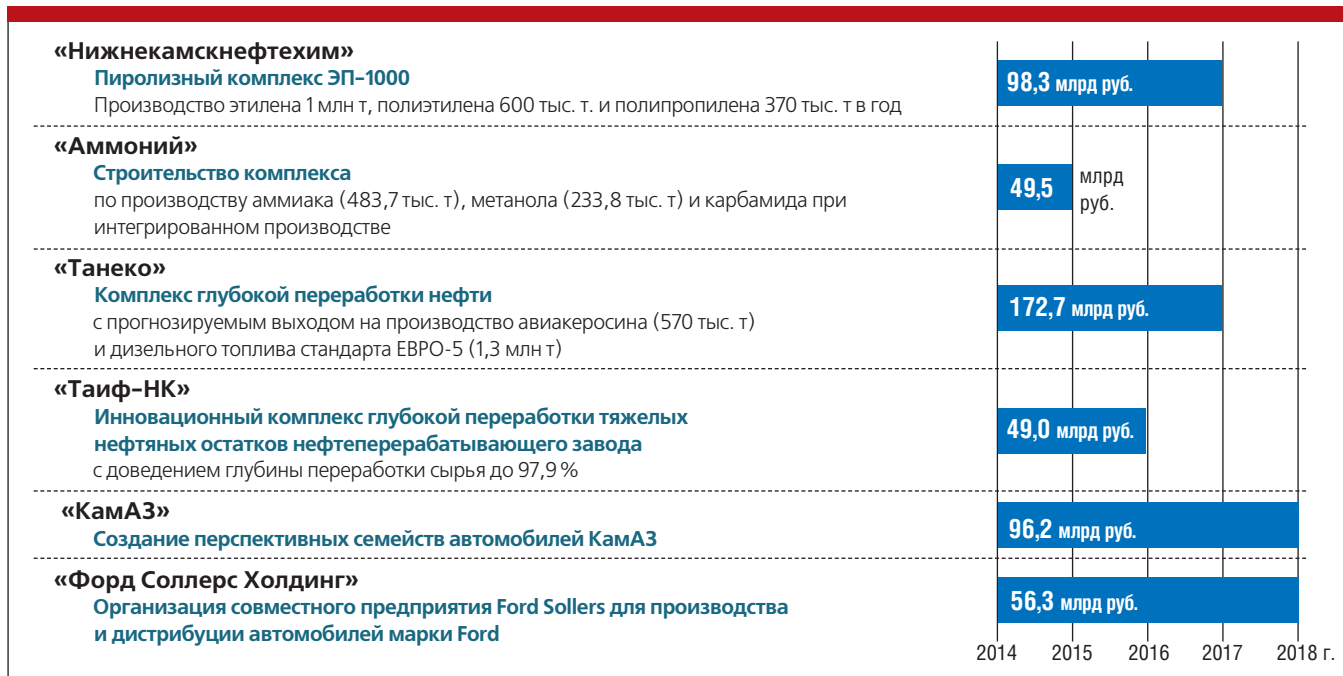 «Нижнекамскнефтехим»
Пиролизный комплекс ЭП-1000
Производство этилена 1 млн т, полиэтилена 600 тыс. т. и полипропилена 370 тыс. т в год
98,3 млрд руб.
«Аммоний»
Строительство комплекса
по производству аммиака (483,7 тыс. т), метанола (233,8 тыс. т) и карбамида при
интегрированном производстве
49,5 млрд
руб.
«Танеко»
Комплекс глубокой переработки нефти
с прогнозируемым выходом на производство авиакеросина (570 тыс. т)
и дизельного топлива стандарта ЕВРО-5 (1,3 млн т)
172,7 млрд руб.
«Таиф-НК»
Инновационный комплекс глубокой переработки тяжелых
нефтяных остатков нефтеперерабатывающего завода
с доведением глубины переработки сырья до 97,9 %
49,0 млрд руб.
«КамАЗ»
Создание перспективных семейств автомобилей КамАЗ
96,2 млрд руб.
«Форд Соллерс Холдинг»
Организация совместного предприятия Ford Sollers для производства
и дистрибуции автомобилей марки Ford
56,3 млрд руб.
2014 2015 2016 2017 2018 г.